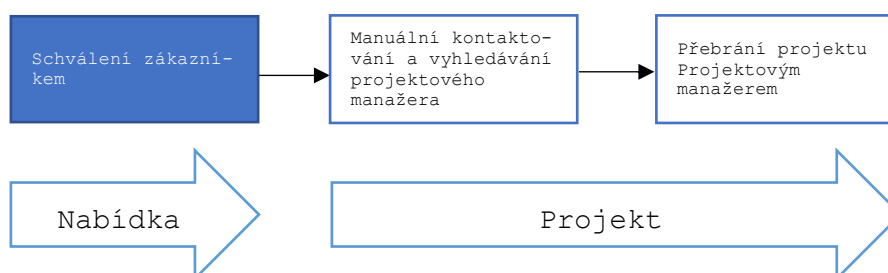 Schválení zákazní-
kem
Manuální kontakto-
vání a vyhledávání
projektového
manažera
Přebrání projektu
Projektovým
manažerem
Nabídka
Projekt